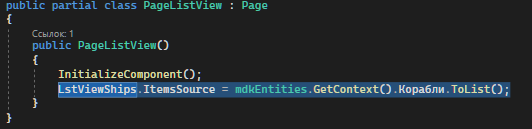 public partial class PageListView : Page
{
Ссылок: 1
public PageListView()
{
InitializeComponent();
LstViewShips.ItemsSource = mdkEntities.GetContext().Корабли.ToList();
}
}